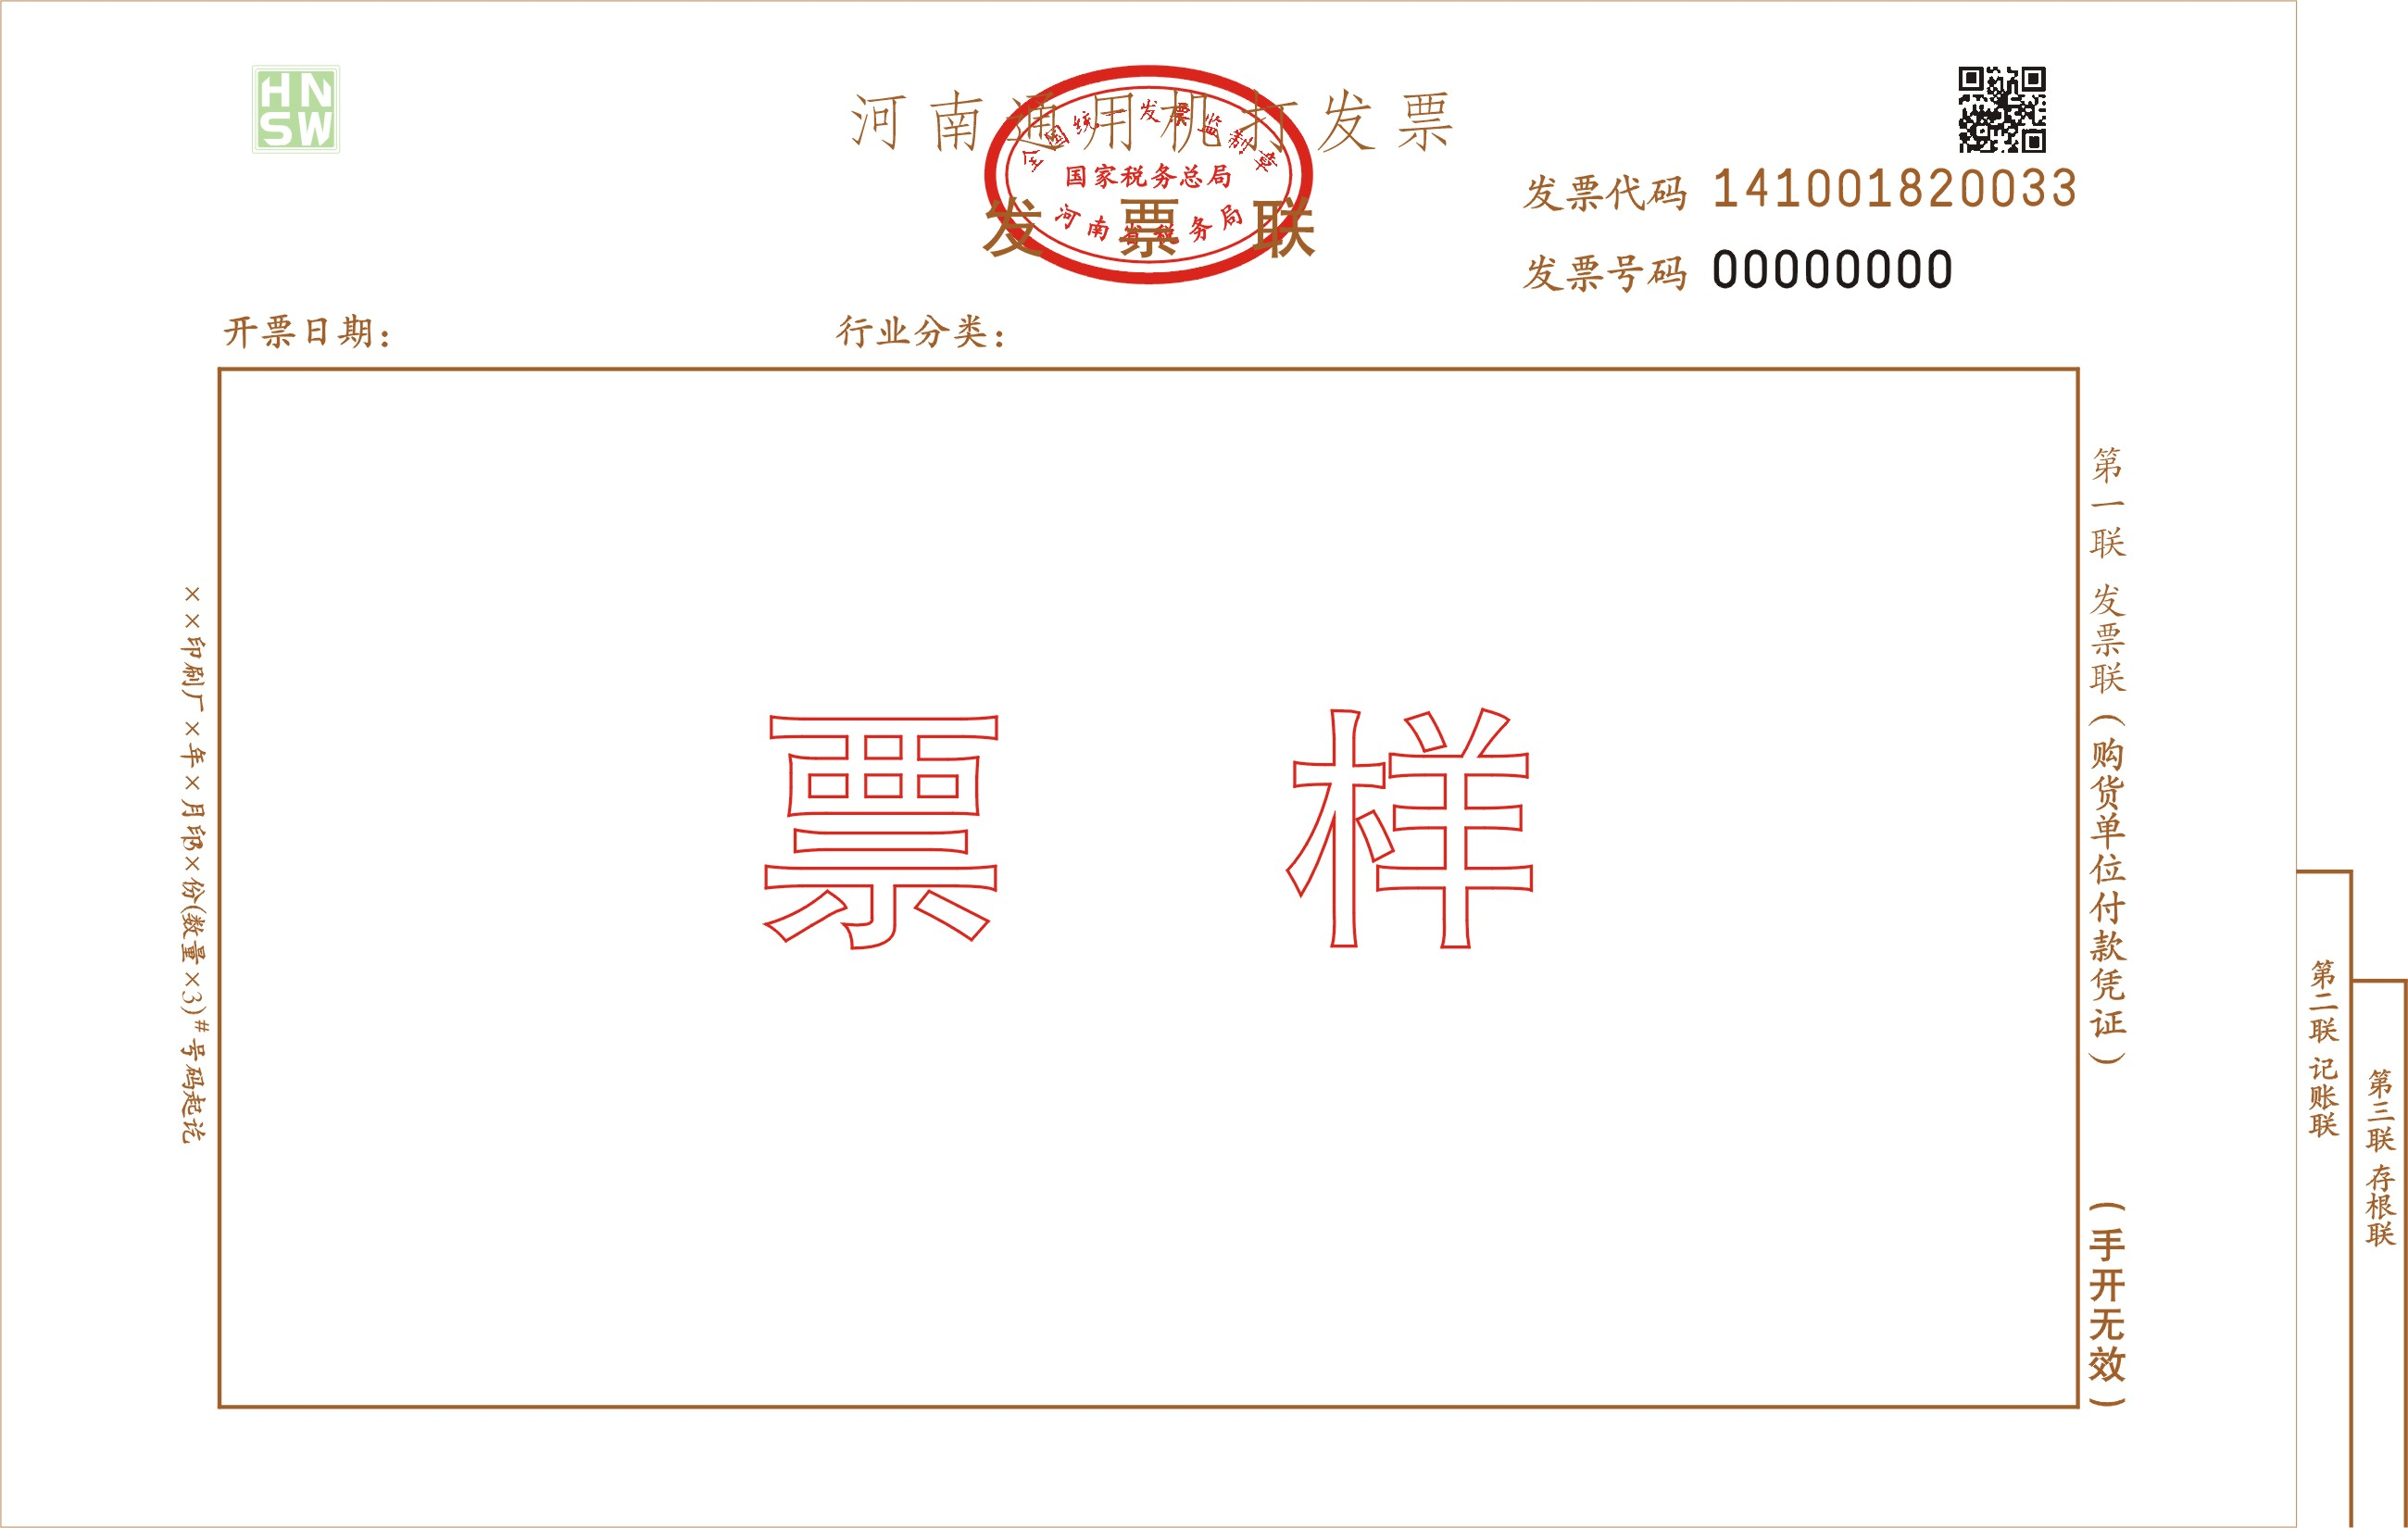 HN
SW
河南通用机打发票
全国统一发票监制章
国家税务总局
河南省税务局
发票联
发票代码 141001820033
发票号码 00000000
开票日期：
行业分类：
××印刷厂×年×月印×份(数量×3)#号码起讫
票样
第一联 发票联（购货单位付款凭证）
（手开无效）
第二联 记账联
第三联 存根联